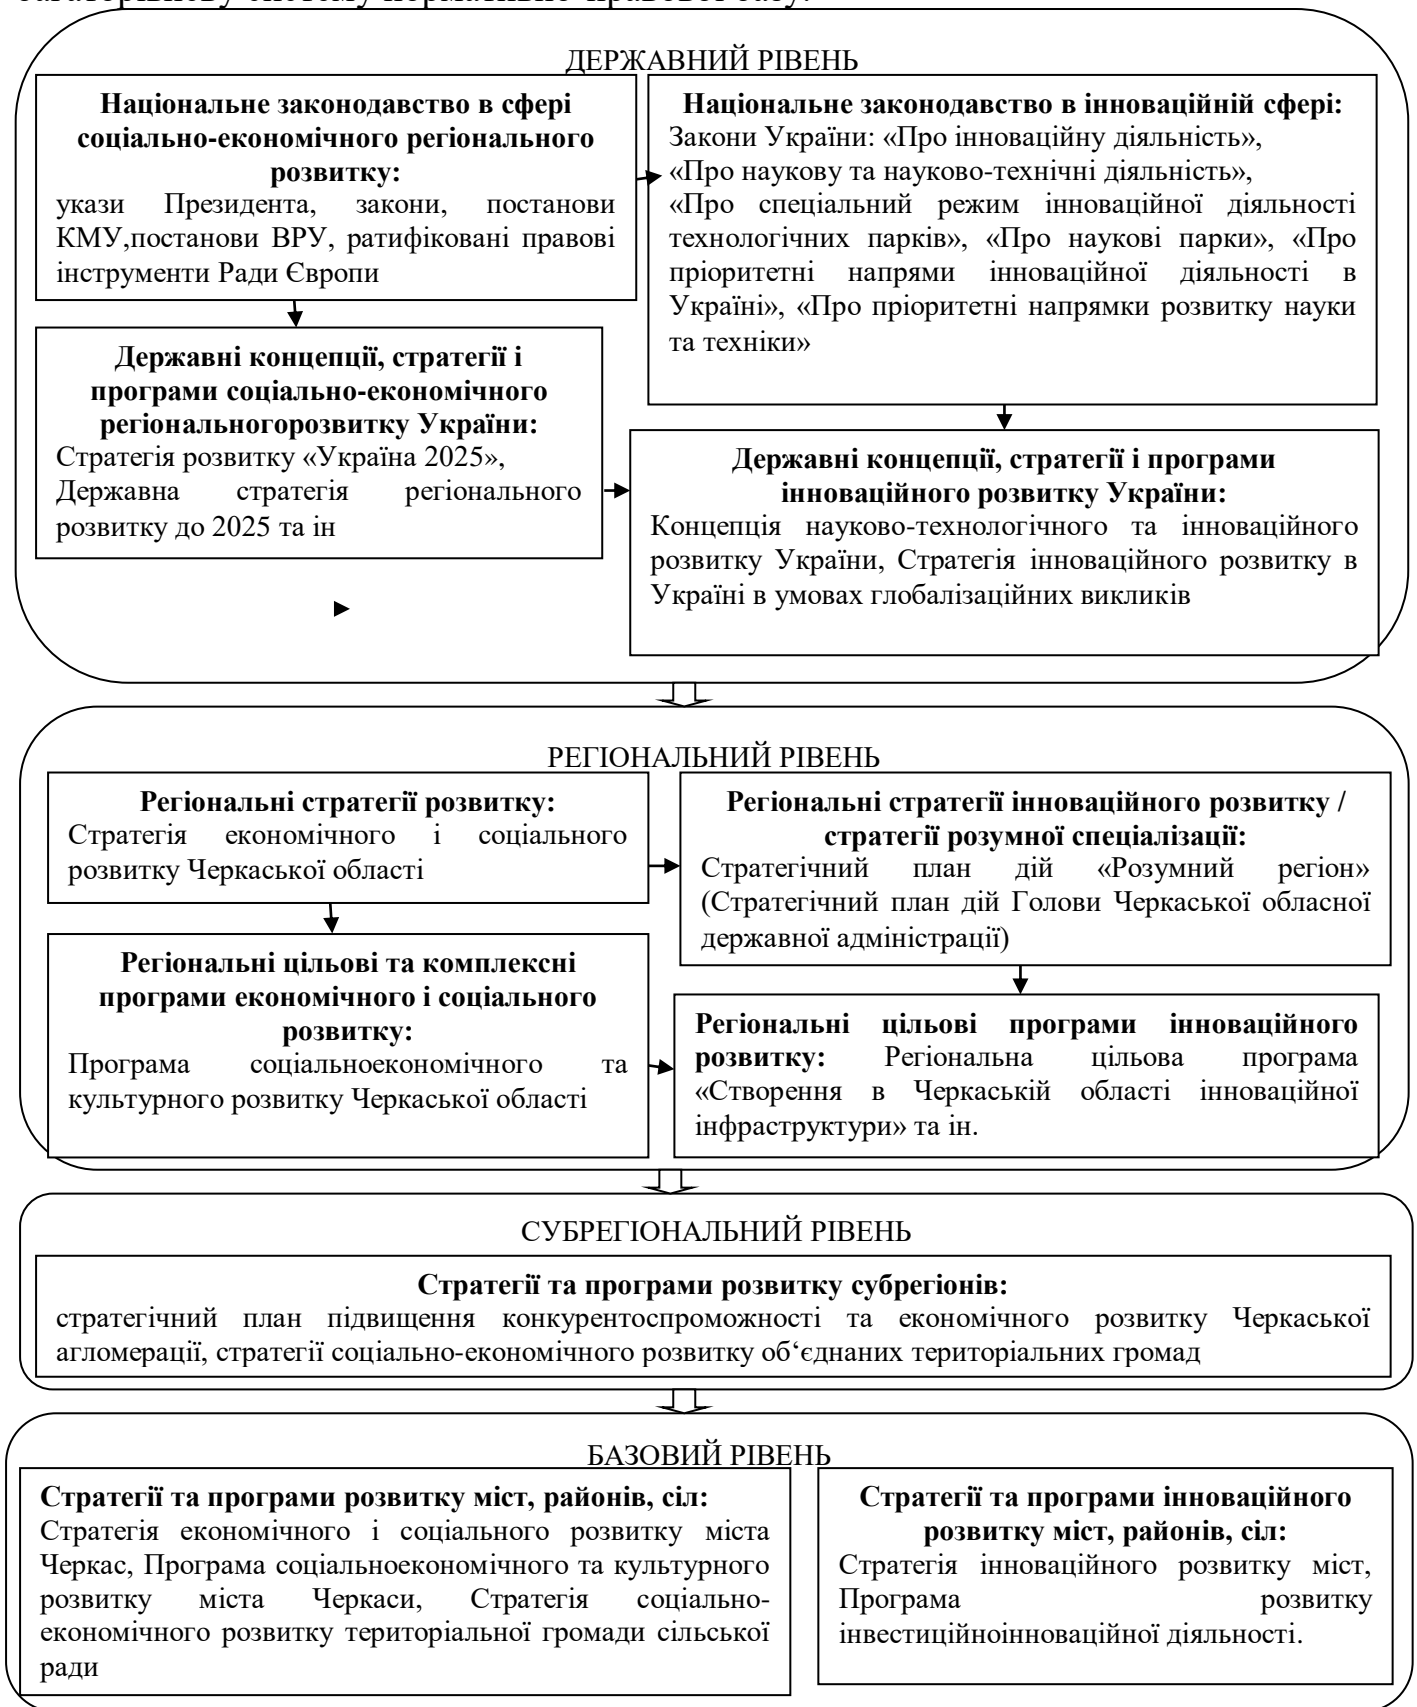 багаторівневу систему нормативно-правової базу:
ДЕРЖАВНИЙ РІВЕНЬ
Національне законодавство в сфері
соціально-економічного регіонального
розвитку:
укази Президента, закони, постанови
КМУ,постанови ВРУ, ратифіковані правові
інструменти Ради Європи
Національне законодавство в інноваційній сфері:
Закони України: «Про інноваційну діяльність»,
«Про наукову та науково-технічні діяльність»,
«Про спеціальний режим інноваційної діяльності
технологічних парків», «Про наукові парки», «Про
пріоритетні напрями інноваційної діяльності в
Україні», «Про пріоритетні напрямки розвитку науки
та техніки»
Державні концепції, стратегії і
програми соціально-економічного
регіональногорозвитку України:
Стратегія розвитку «Україна 2025»,
Державна стратегія регіонального
розвитку до 2025 та ін
Державні концепції, стратегії і програми
інноваційного розвитку України:
Концепція науково-технологічного та інноваційного
розвитку України, Стратегія інноваційного розвитку в
Україні в умовах глобалізаційних викликів
РЕГІОНАЛЬНИЙ РІВЕНЬ
Регіональні стратегії розвитку:
Стратегія економічного і соціального
розвитку Черкаської області
Регіональні стратегії інноваційного розвитку /
стратегії розумної спеціалізації:
Стратегічний план дій «Розумний регіон»
(Стратегічний план дій Голови Черкаської обласної
державної адміністрації)
Регіональні цільові та комплексні
програми економічного і соціального
розвитку:
Програма соціальноекономічного та
культурного розвитку Черкаської області
Регіональні цільові програми інноваційного
розвитку: Регіональна цільова програма
«Створення в Черкаській області інноваційної
інфраструктури» та ін.
СУБРЕГІОНАЛЬНИЙ РІВЕНЬ
Стратегії та програми розвитку субрегіонів:
стратегічний план підвищення конкурентоспроможності та економічного розвитку Черкаської
агломерації, стратегії соціально-економічного розвитку об‘єднаних територіальних громад
БАЗОВИЙ РІВЕНЬ
Стратегії та програми розвитку міст, районів, сіл:
Стратегія економічного і соціального розвитку міста
Черкас, Програма соціальноекономічного та культурного
розвитку міста Черкаси, Стратегія соціально-
економічного розвитку територіальної громади сільської
ради
Стратегії та програми інноваційного
розвитку міст, районів, сіл:
Стратегія інноваційного розвитку міст,
Програма розвитку
інвестиційноінноваційної діяльності.